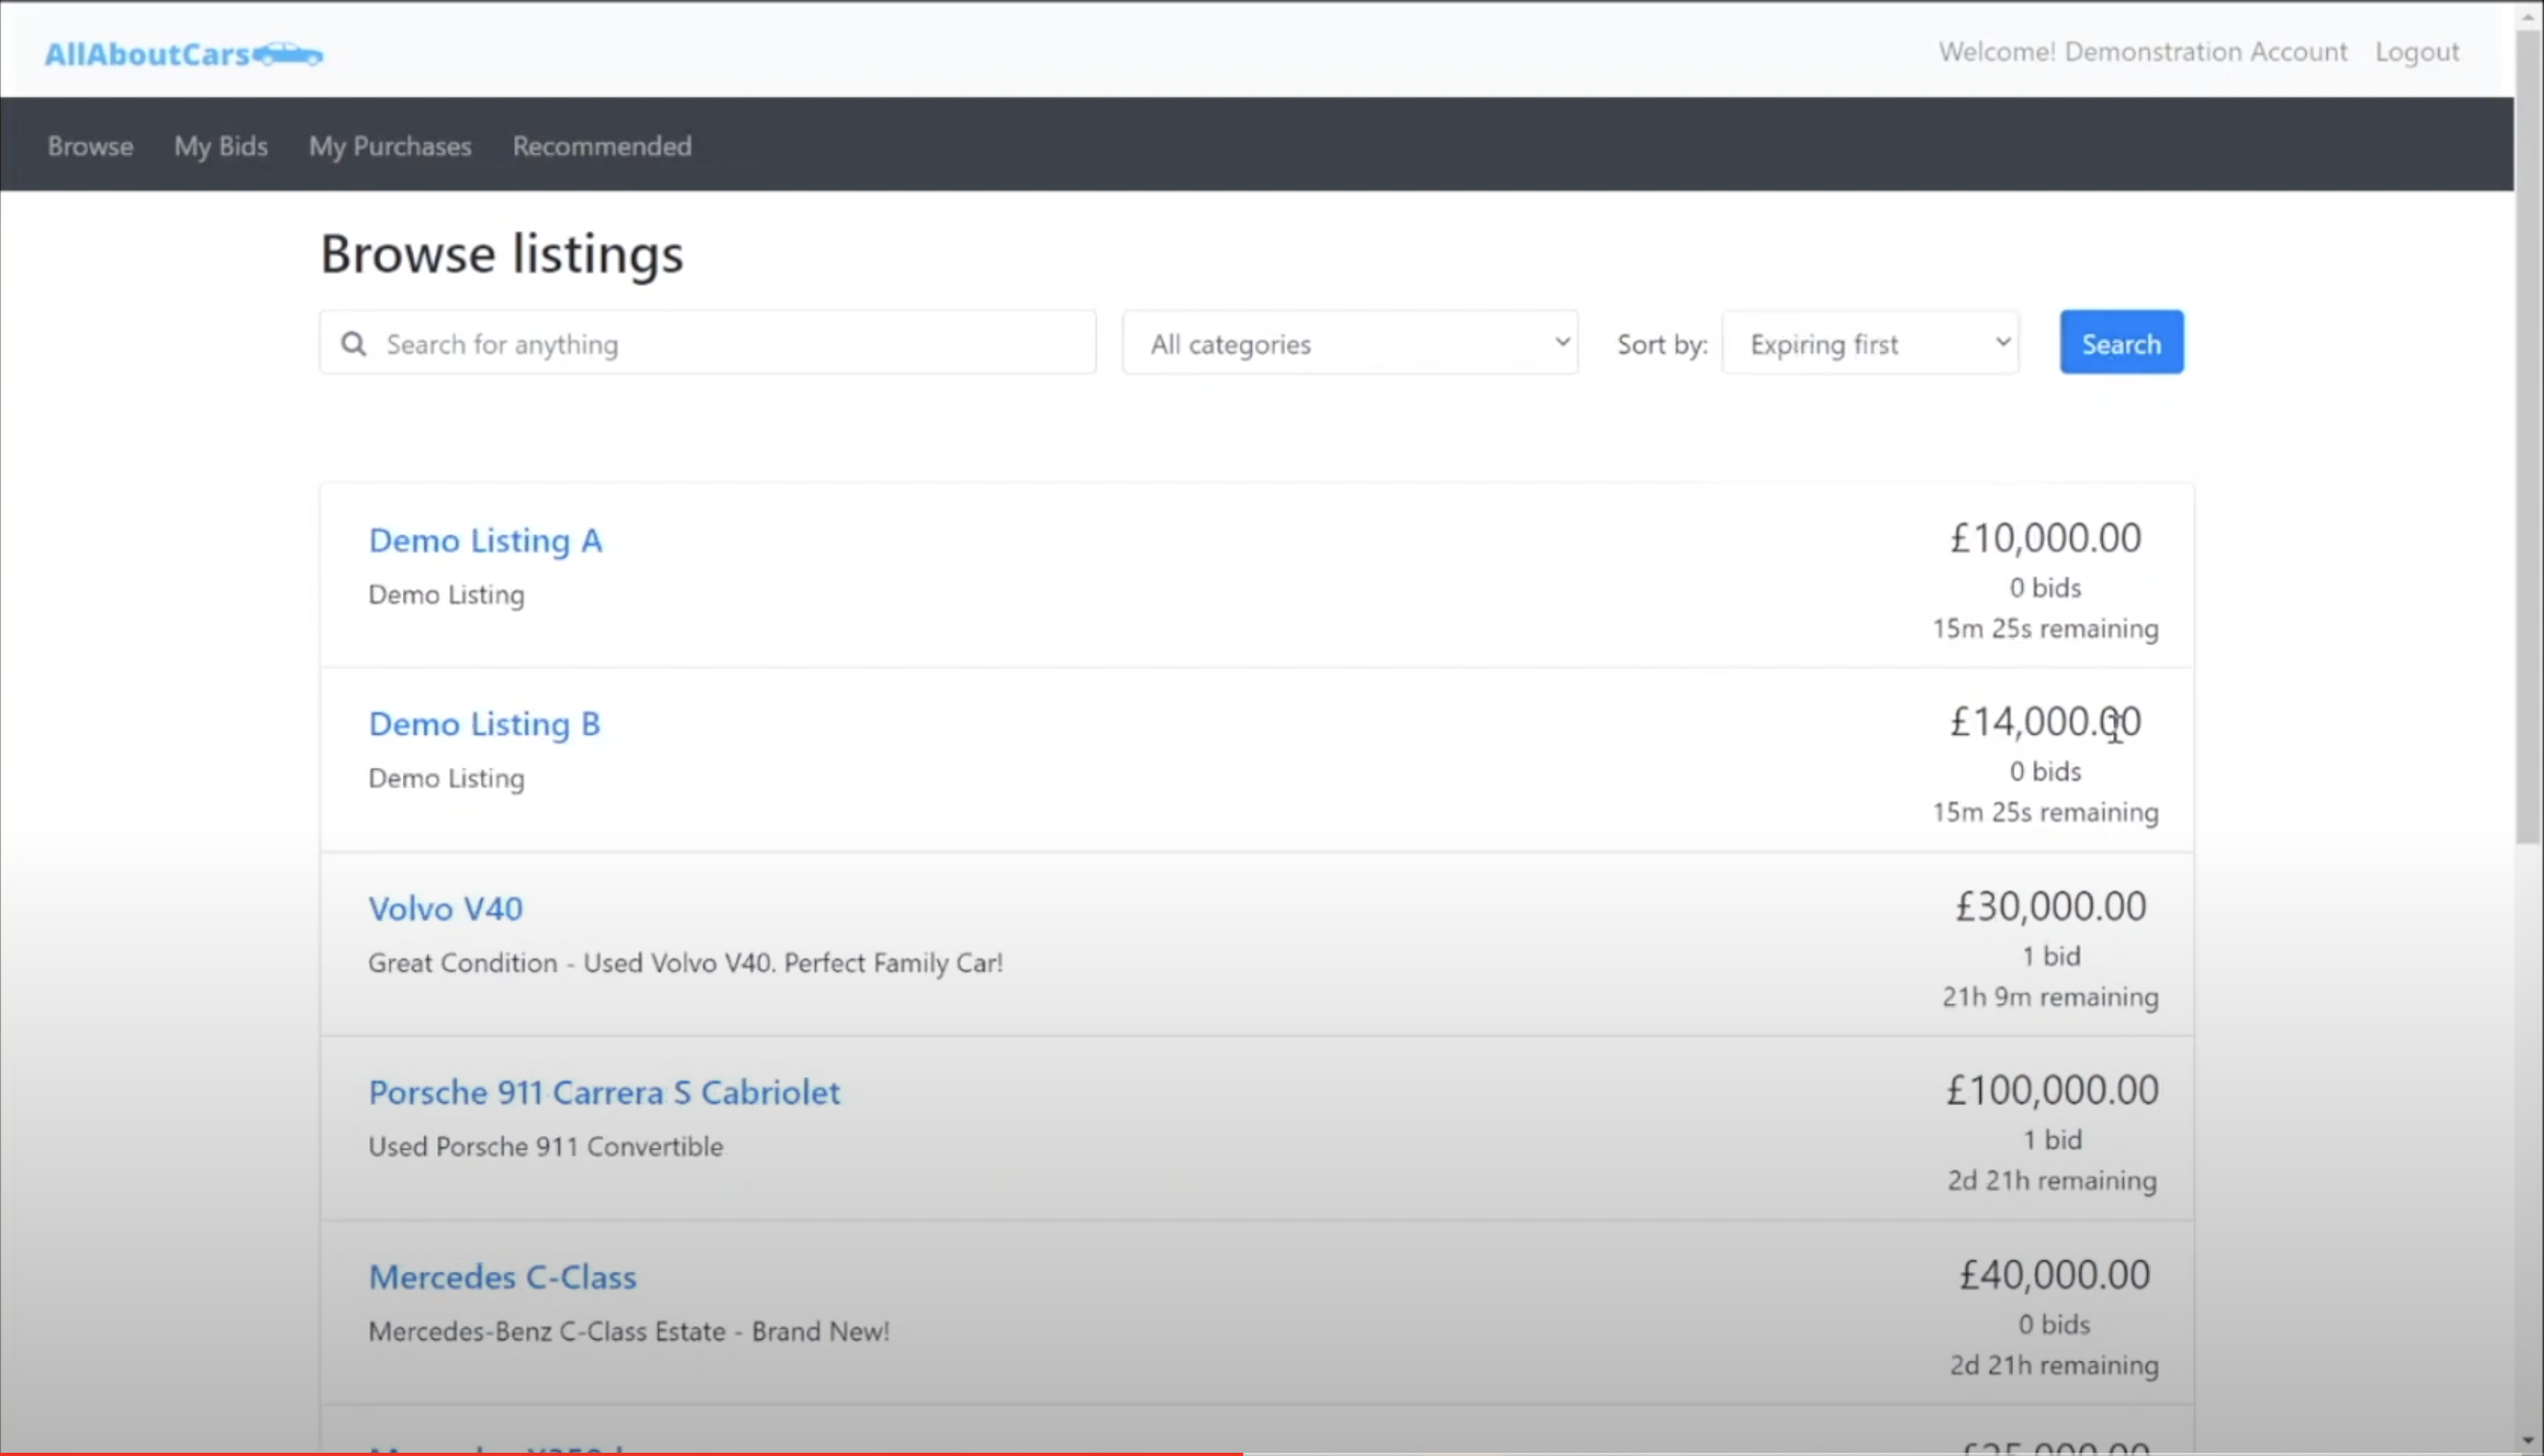 AllAboutCars
Welcome! Demonstration Account Logout
Browse My Bids My Purchases Recommended
Browse listings
Search for anything All categories Sort by: Expiring first Search
Demo Listing A
Demo Listing
£10,000.00
0 bids
15m 25s remaining
Demo Listing B
Demo Listing
£14,000.00
0 bids
15m 25s remaining
Volvo V40
Great Condition - Used Volvo V40. Perfect Family Car!
£30,000.00
1 bid
21h 9m remaining
Porsche 911 Carrera S Cabriolet
Used Porsche 911 Convertible
£100,000.00
1 bid
2d 21h remaining
Mercedes C-Class
Mercedes-Benz C-Class Estate - Brand New!
£40,000.00
0 bids
2d 21h remaining